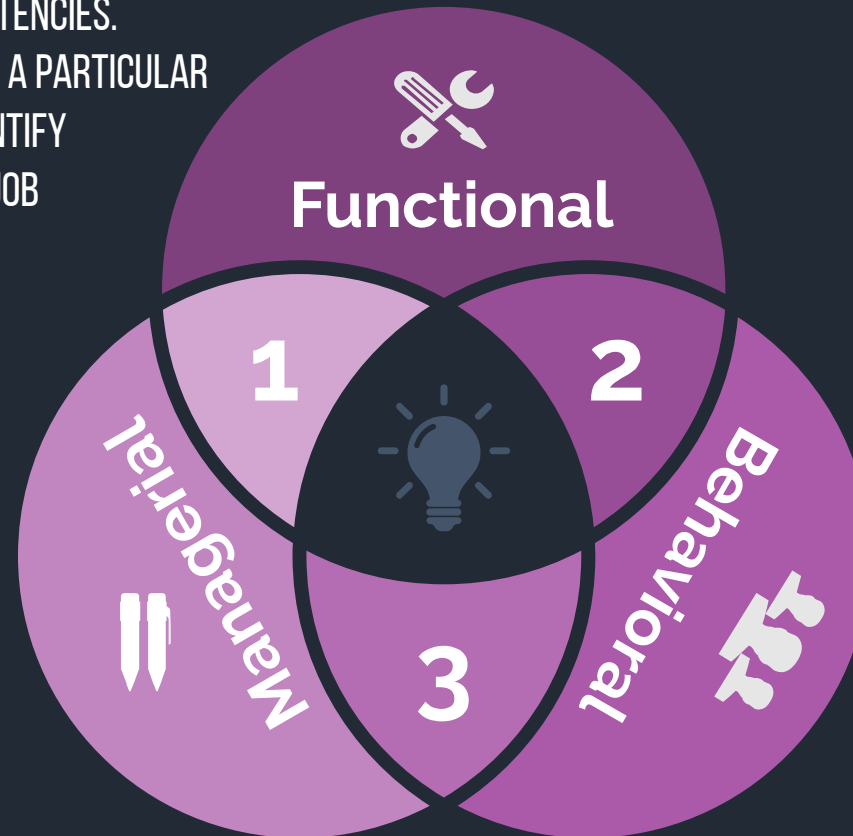 TENCIES.
A PARTICULAR
NTIFY
JOB
Functional
1
2
Managerial
Behavioral
3